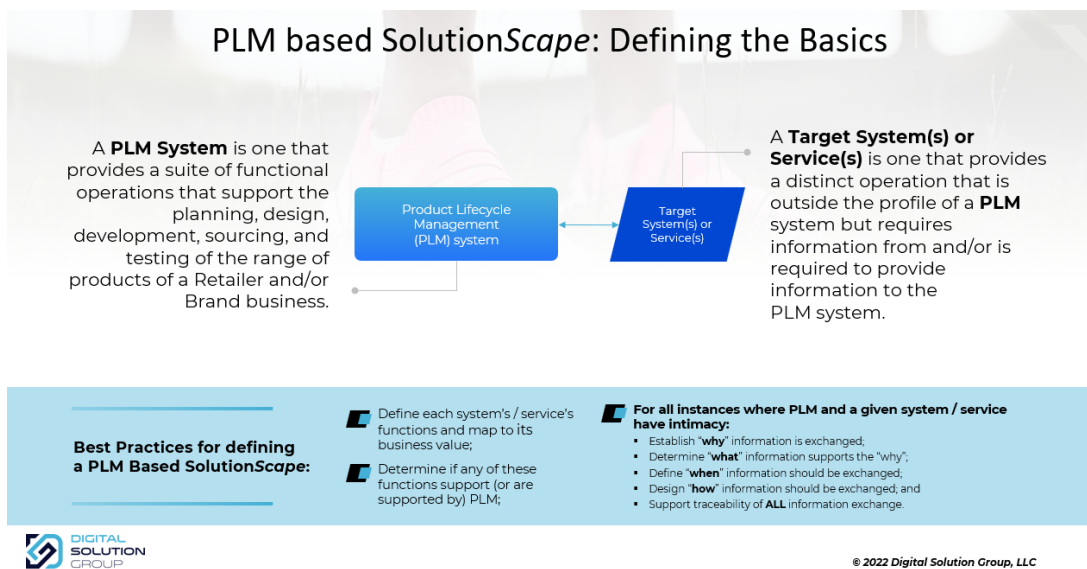 PLM based SolutionScape: Defining the Basics
A PLM System is one that
provides a suite of functional
operations that support the
planning, design,
development, sourcing, and
testing of the range of
products of a Retailer and/or
Brand business.
Product Lifecycle
Management
(PLM) system
Target
System(s) or
Service(s)
A Target System(s) or
Service(s) is one that provides
a distinct operation that is
outside the profile of a PLM
system but requires
information from and/or is
required to provide
information to the
PLM system.
Best Practices for defining
a PLM Based SolutionScape:
Define each system's / service's
functions and map to its
business value;
Determine if any of these
functions support (or are
supported by) PLM;
For all instances where PLM and a given system / service
have intimacy:
▪ Establish “why” information is exchanged;
▪ Determine “what” information supports the “why”;
▪ Define “when” information should be exchanged;
▪ Design “how” information should be exchanged; and
▪ Support traceability of ALL information exchange.
DIGITAL
SOLUTION
GROUP
© 2022 Digital Solution Group, LLC